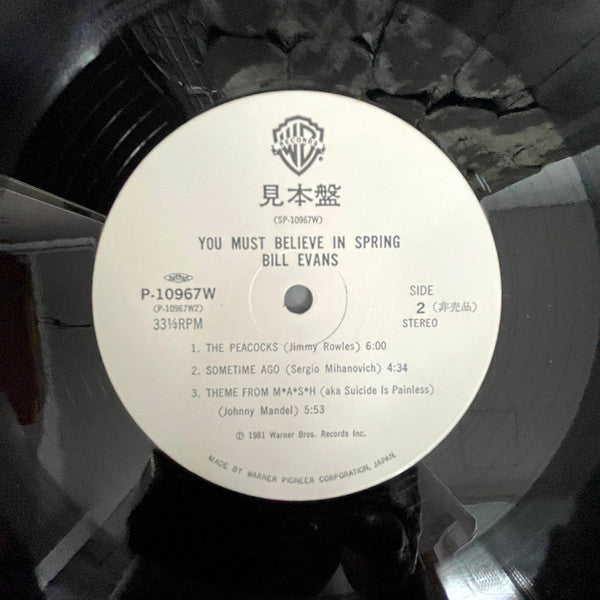 RECORDS
見本盤
(SP-10967W)
YOU MUST BELIEVE IN SPRING
BILL EVANS
P-10967W
(P-10967W2)
33⅓RPM
SIDE
2 (非売品)
STEREO
1. THE PEACOCKS (Jimmy Rowles) 6:00
2. SOMETIME AGO (Sergio Mihanovich) 4:34
3. THEME FROM M*A*S*H (aka Suicide Is Painless)
(Johnny Mandel) 5:53
℗ 1981 Warner Bros. Records Inc.
MADE BY WARNER PIONEER CORPORATION, JAPAN.